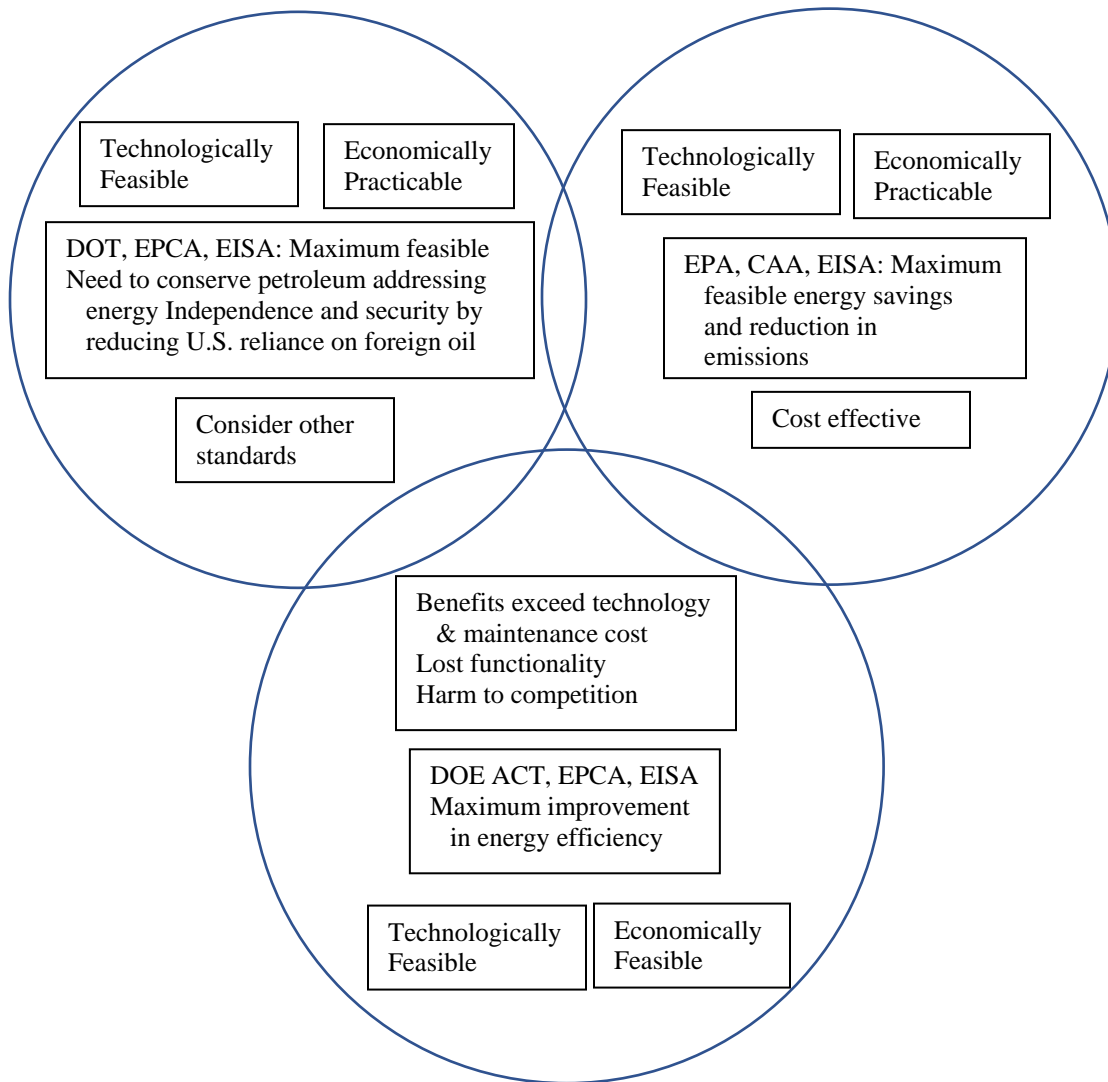 Technologically
Feasible
Economically
Practicable
DOT, EPCA, EISA: Maximum feasible
Need to conserve petroleum addressing
energy Independence and security by
reducing U.S. reliance on foreign oil
Consider other
standards
Technologically
Feasible
Economically
Practicable
EPA, CAA, EISA: Maximum
feasible energy savings
and reduction in
emissions
Cost effective
Benefits exceed technology
& maintenance cost
Lost functionality
Harm to competition
DOE ACT, EPCA, EISA
Maximum improvement
in energy efficiency
Technologically
Feasible
Economically
Feasible